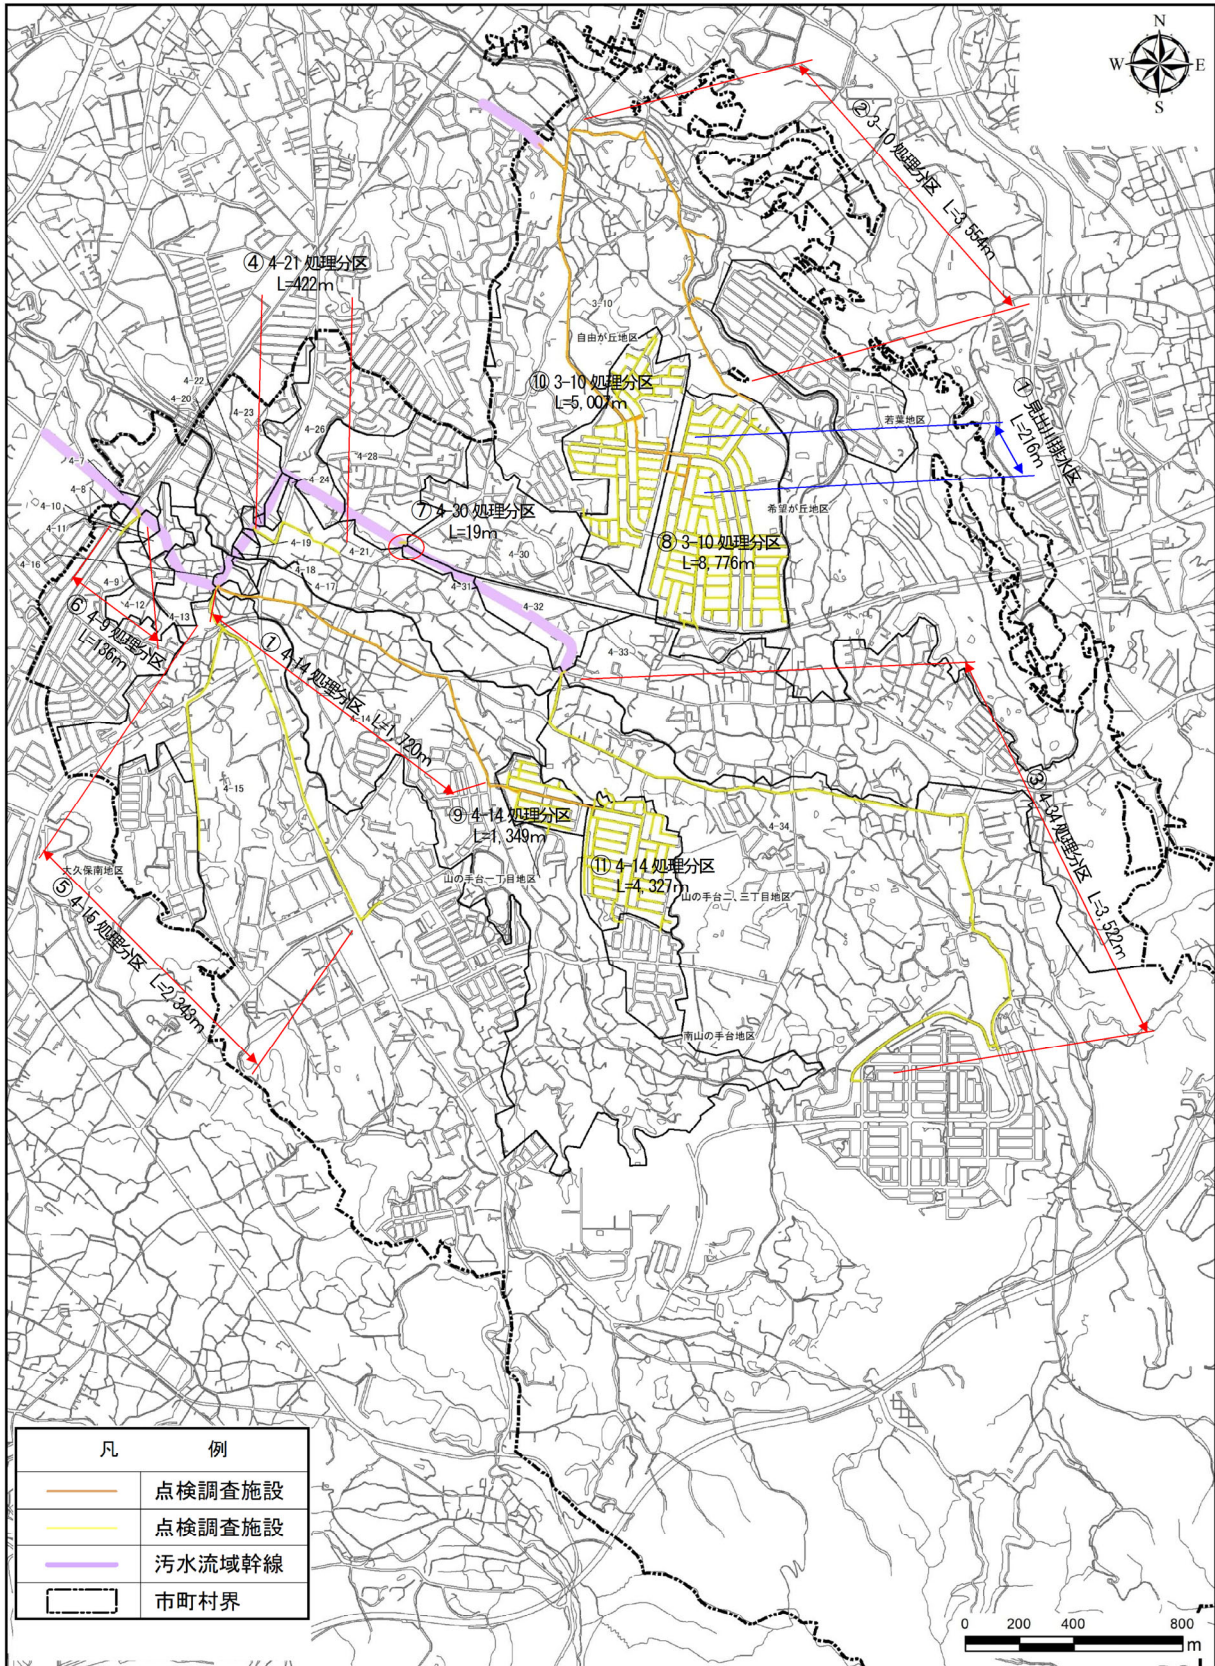 N
W E
S
② 3-10 処理分区 L=3,554m
④ 4-21 処理分区
L=422m
3-10
自由が丘地区
4-22
4-20
⑩ 3-10 処理分区
L=5,007m
① 見出川排水区
L=216m
4-23
若葉地区
4-26
4-7
4-28
4-24
4-8
⑦ 4-30 処理分区
L=19m
4-10
希望が丘地区
4-11
4-19
⑧ 3-10 処理分区
L=8,776m
4-21
4-30
4-16
4-18
4-9
4-17
4-31
4-12
4-32
4-13
⑥ 4-9 処理分区
L=136m
① 4-14 処理分区 L=1,720m
4-33
4-14
③ 4-34 処理分区 L=3,522m
4-15
⑨ 4-14 処理分区
L=1,349m
4-34
⑪ 4-14 処理分区
L=4,327m
大久保南地区
山の手台一丁目地区
山の手台二、三丁目地区
⑤ 4-15 処理分区 L=2,343m
南山の手台地区
凡 例
点検調査施設
点検調査施設
汚水流域幹線
市町村界
0 200 400 800
m